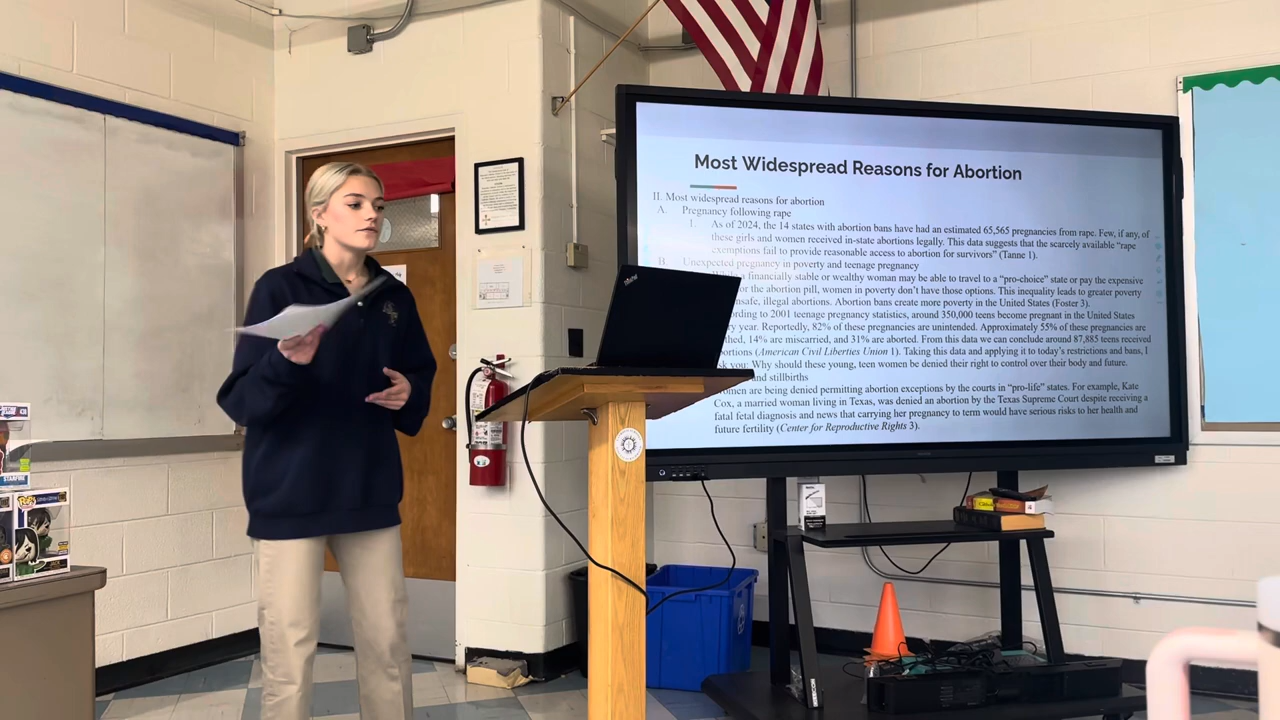 Most Widespread Reasons for Abortion
II. Most widespread reasons for abortion
A. Pregnancy following rape
1. As of 2024, the 14 states with abortion bans have had an estimated 65,565 pregnancies from rape. Few, if any, of
these girls and women received in-state abortions legally. This data suggests that the scarcely available “rape
exemptions fail to provide reasonable access to abortion for survivors” (Tanne 1).
B. Unexpected pregnancy in poverty and teenage pregnancy
While a financially stable or wealthy woman may be able to travel to a “pro-choice” state or pay the expensive
for the abortion pill, women in poverty don’t have those options. This inequality leads to greater poverty
unsafe, illegal abortions. Abortion bans create more poverty in the United States (Foster 3).
ording to 2001 teenage pregnancy statistics, around 350,000 teens become pregnant in the United States
ry year. Reportedly, 82% of these pregnancies are unintended. Approximately 55% of these pregnancies are
thed, 14% are miscarried, and 31% are aborted. From this data we can conclude around 87,885 teens received
ortions (American Civil Liberties Union 1). Taking this data and applying it to today’s restrictions and bans, I
sk you: Why should these young, teen women be denied their right to control over their body and future.
and stillbirths
omen are being denied permitting abortion exceptions by the courts in “pro-life” states. For example, Kate
Cox, a married woman living in Texas, was denied an abortion by the Texas Supreme Court despite receiving a
fatal fetal diagnosis and news that carrying her pregnancy to term would have serious risks to her health and
future fertility (Center for Reproductive Rights 3).
POP!